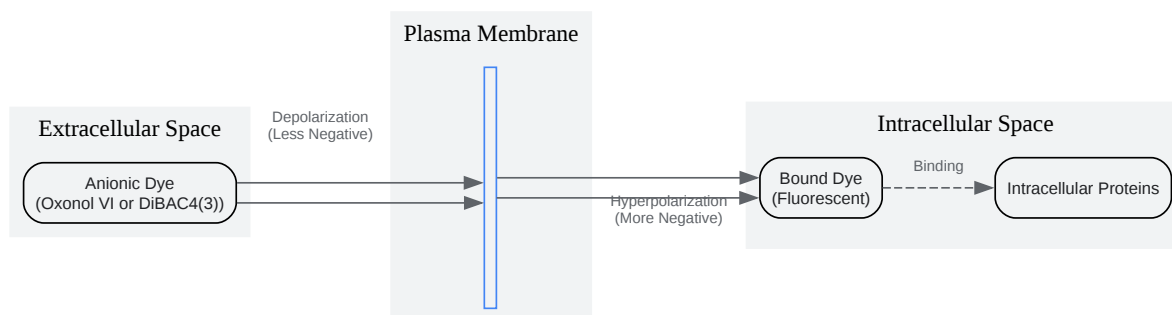 Plasma Membrane
Extracellular Space
Anionic Dye
(Oxonol VI or DiBAC4(3))
Depolarization
(Less Negative)
Hyperpolarization
(More Negative)
Intracellular Space
Bound Dye
(Fluorescent)
Binding
Intracellular Proteins